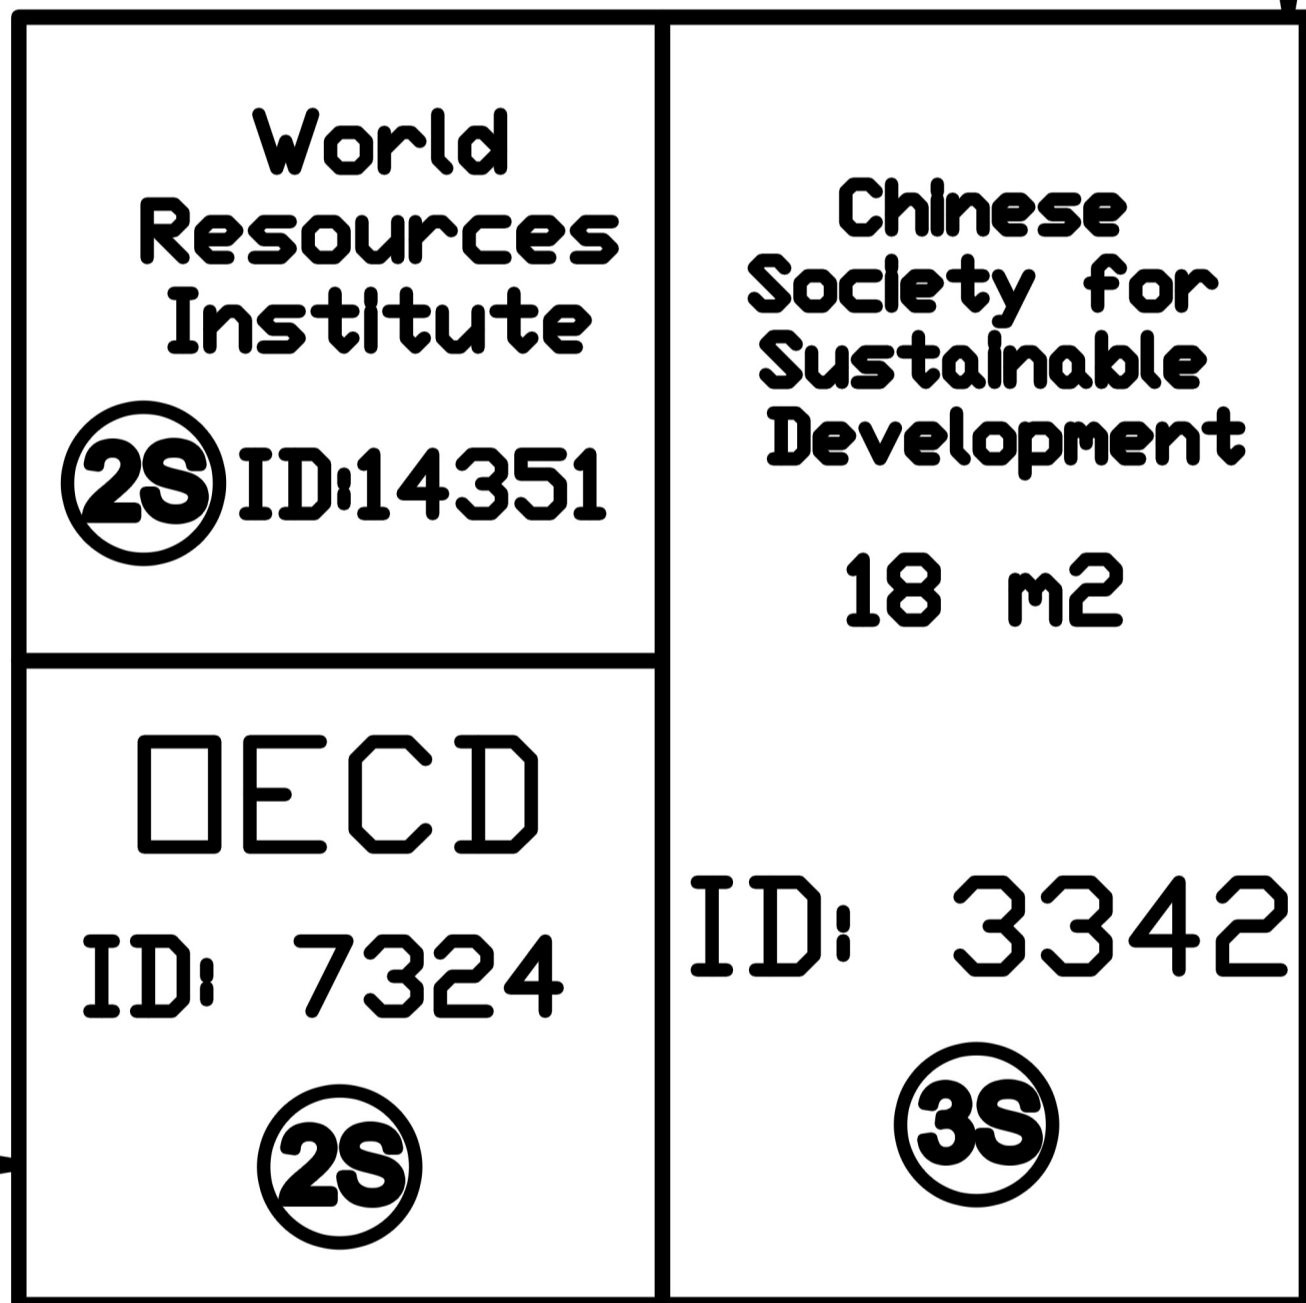 World
Resources
Institute
2S ID:14351
OECD
ID: 7324
2S
Chinese
Society for
Sustainable
Development
18 m2
ID: 3342
3S